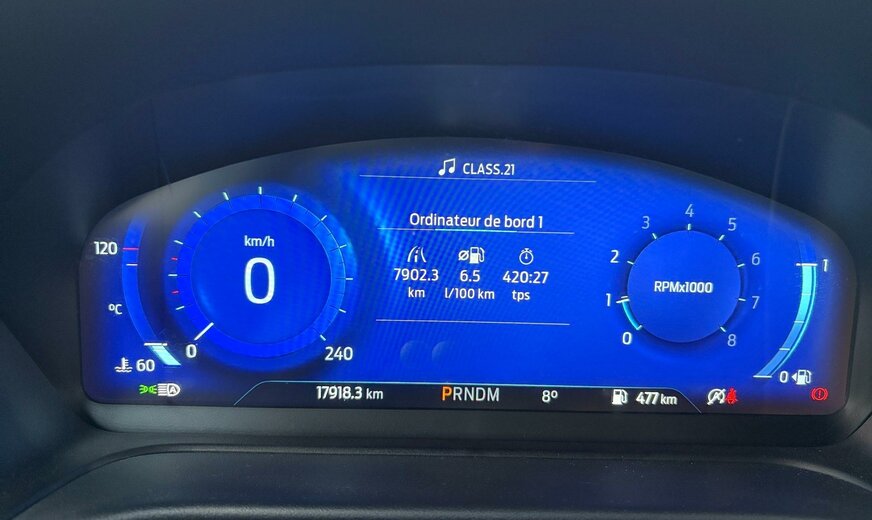 CLASS.21
Ordinateur de bord 1
7902.3 6.5 420:27
km l/100 km tps
km/h
0
120
°C
60
0
240
0
1
2
3
4
5
6
7
8
RPMx1000
1
0
17918.3 km PRNDM 8° 477 km
A